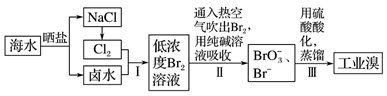 海水
晒盐
NaCl
Cl₂
卤水
Ⅰ
低浓
度Br₂
溶液
通入热空
气吹出Br₂,
用纯碱溶
液吸收
Ⅱ
BrO₃⁻、
Br⁻
用硫
酸酸
化,
蒸馏
Ⅲ
工业溴